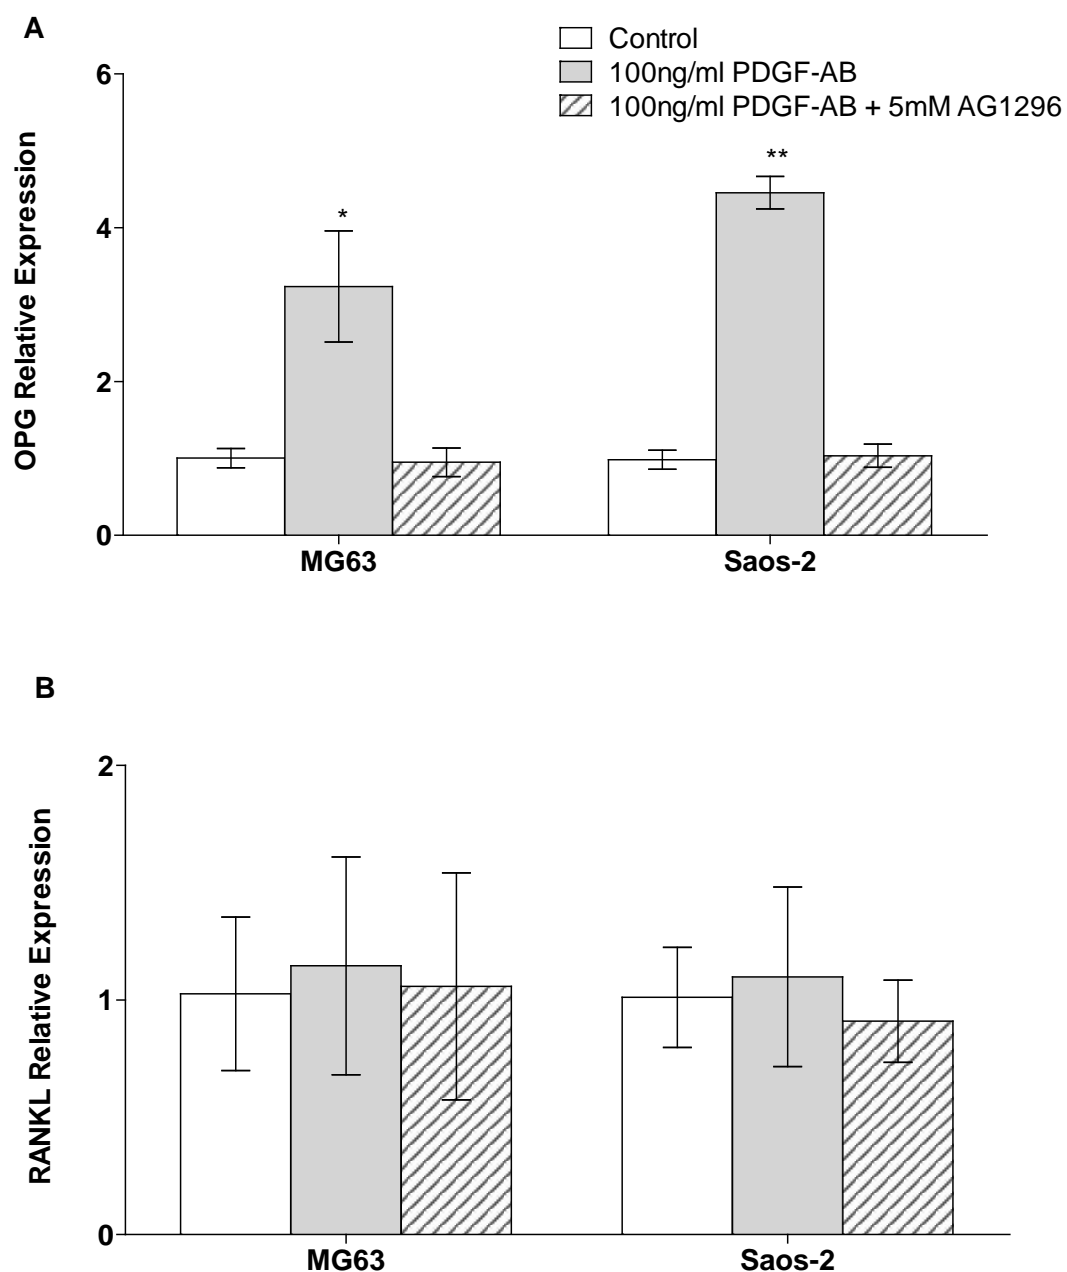 A
Control
100ng/ml PDGF-AB
100ng/ml PDGF-AB + 5mM AG1296
OPG Relative Expression
6
4
2
0
*
**
MG63
Saos-2
B
RANKL Relative Expression
2
1
0
MG63
Saos-2